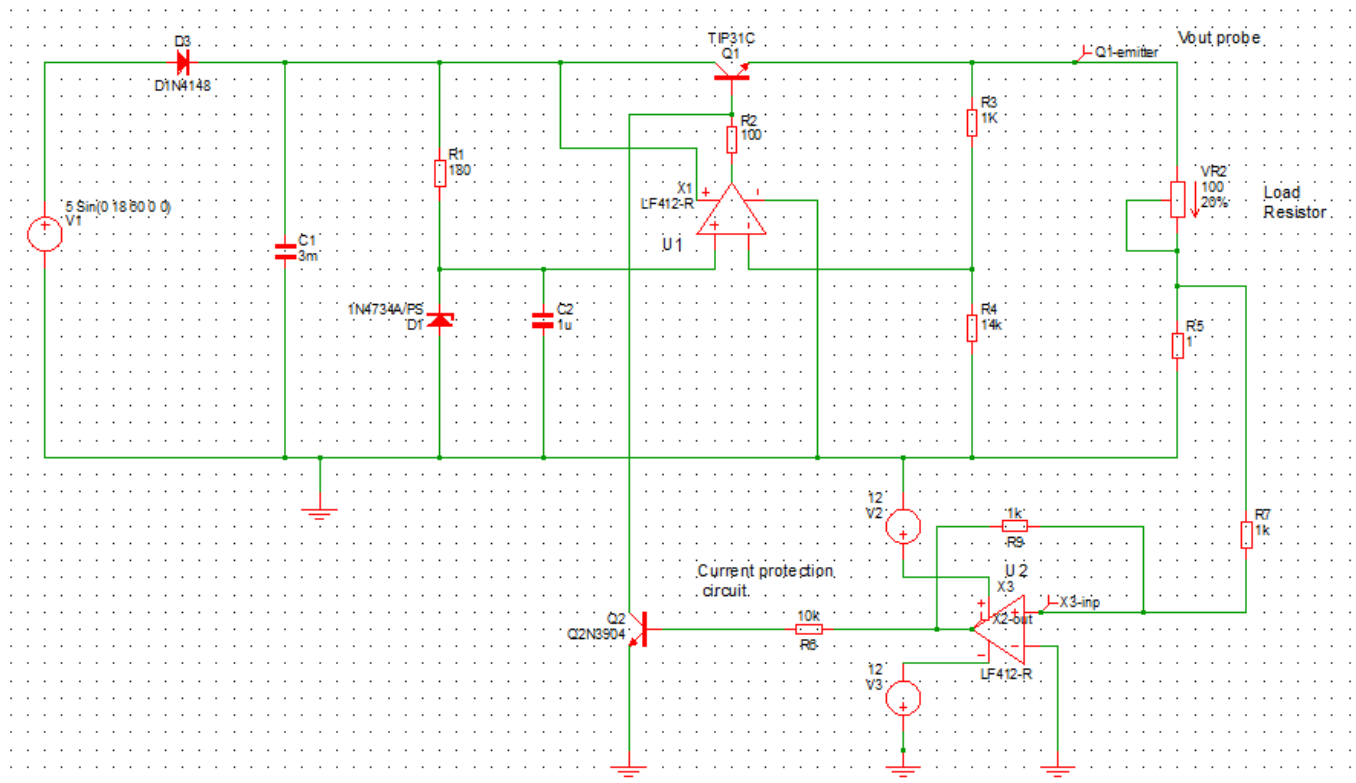 TIP31C
Q1
D3
D1N4148
Q1-emitter
Vout probe
R3
1K
R2
100
R1
180
X1
LF412-R
U1
VR2
100
20%
Load
Resistor
5 Sin(0 18 60 0 0)
V1
C1
3m
1N4734A/PS
D1
C2
1u
R4
14k
R5
1
12
V2
1k
R9
R7
1k
Current protection
circuit.
U2
X3
X3-inp
X2-out
Q2
Q2N3904
10k
R6
12
V3
LF412-R